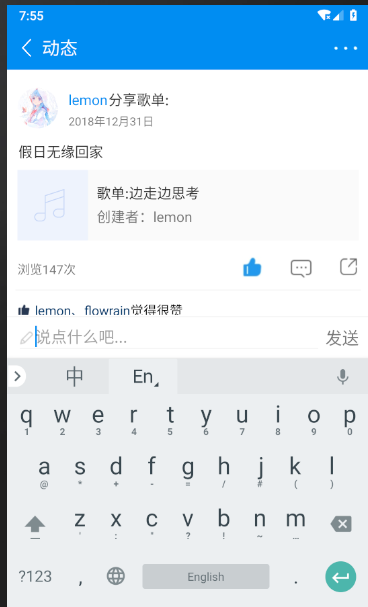 7:55
动态
lemon分享歌单:
2018年12月31日
假日无缘回家
歌单:边走边思考
创建者：lemon
浏览147次
lemon、flowrain觉得很赞
说点什么吧... 发送
中 En
q w e r t y u i o p
1 2 3 4 5 6 7 8 9 0
a s d f g h j k l
@ * + - = / # ( )
z x c v b n m
' : " ? ! ~ ...
?123 , English .